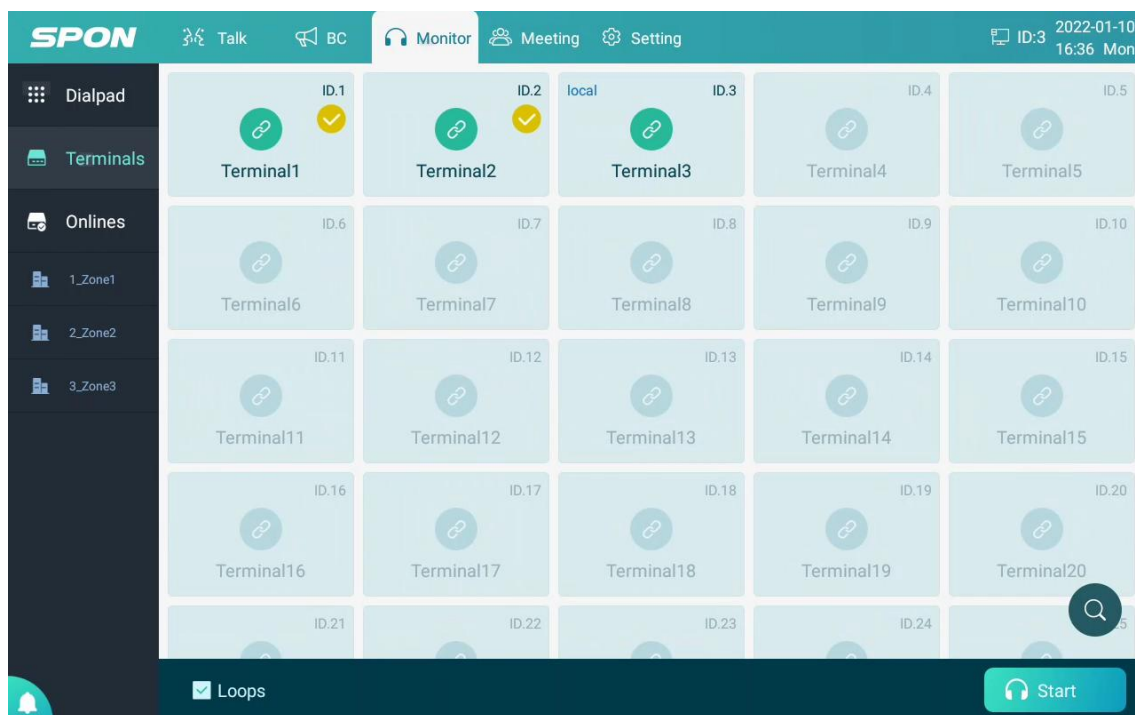 SPON Talk BC Monitor Meeting Setting ID:3 2022-01-10
16:36 Mon
Dialpad
Terminals
Onlines
1_Zone1
2_Zone2
3_Zone3
ID.1 ID.2 local ID.3 ID.4 ID.5
Terminal1 Terminal2 Terminal3 Terminal4 Terminal5
ID.6 ID.7 ID.8 ID.9 ID.10
Terminal6 Terminal7 Terminal8 Terminal9 Terminal10
ID.11 ID.12 ID.13 ID.14 ID.15
Terminal11 Terminal12 Terminal13 Terminal14 Terminal15
ID.16 ID.17 ID.18 ID.19 ID.20
Terminal16 Terminal17 Terminal18 Terminal19 Terminal20
ID.21 ID.22 ID.23 ID.24
Loops Start